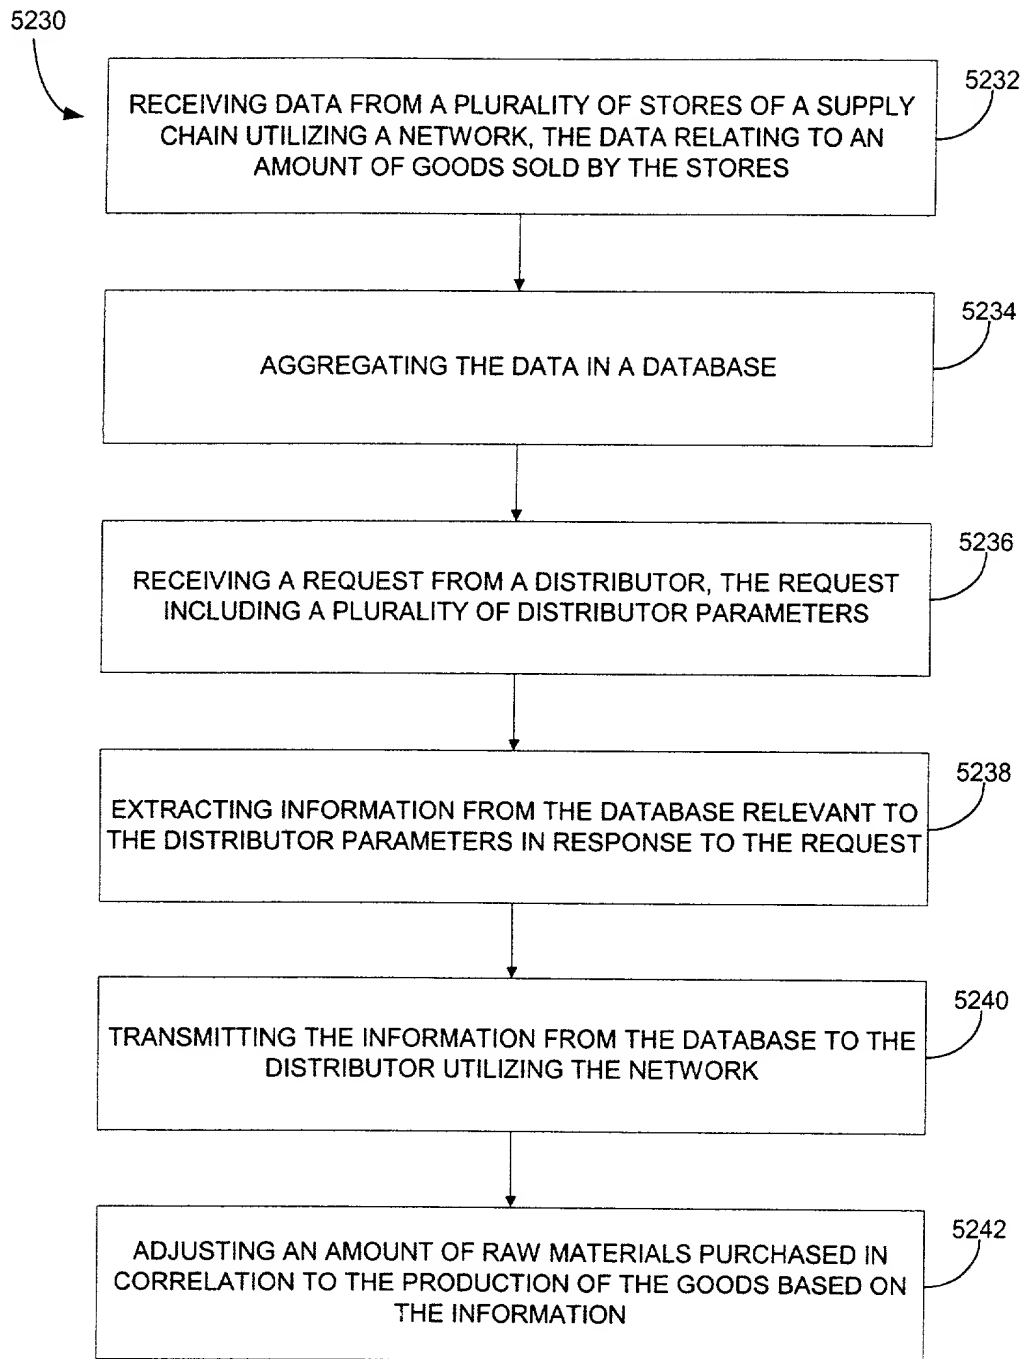 5230
RECEIVING DATA FROM A PLURALITY OF STORES OF A SUPPLY
CHAIN UTILIZING A NETWORK, THE DATA RELATING TO AN
AMOUNT OF GOODS SOLD BY THE STORES
5232
AGGREGATING THE DATA IN A DATABASE
5234
RECEIVING A REQUEST FROM A DISTRIBUTOR, THE REQUEST
INCLUDING A PLURALITY OF DISTRIBUTOR PARAMETERS
5236
EXTRACTING INFORMATION FROM THE DATABASE RELEVANT TO
THE DISTRIBUTOR PARAMETERS IN RESPONSE TO THE REQUEST
5238
TRANSMITTING THE INFORMATION FROM THE DATABASE TO THE
DISTRIBUTOR UTILIZING THE NETWORK
5240
ADJUSTING AN AMOUNT OF RAW MATERIALS PURCHASED IN
CORRELATION TO THE PRODUCTION OF THE GOODS BASED ON
THE INFORMATION
5242